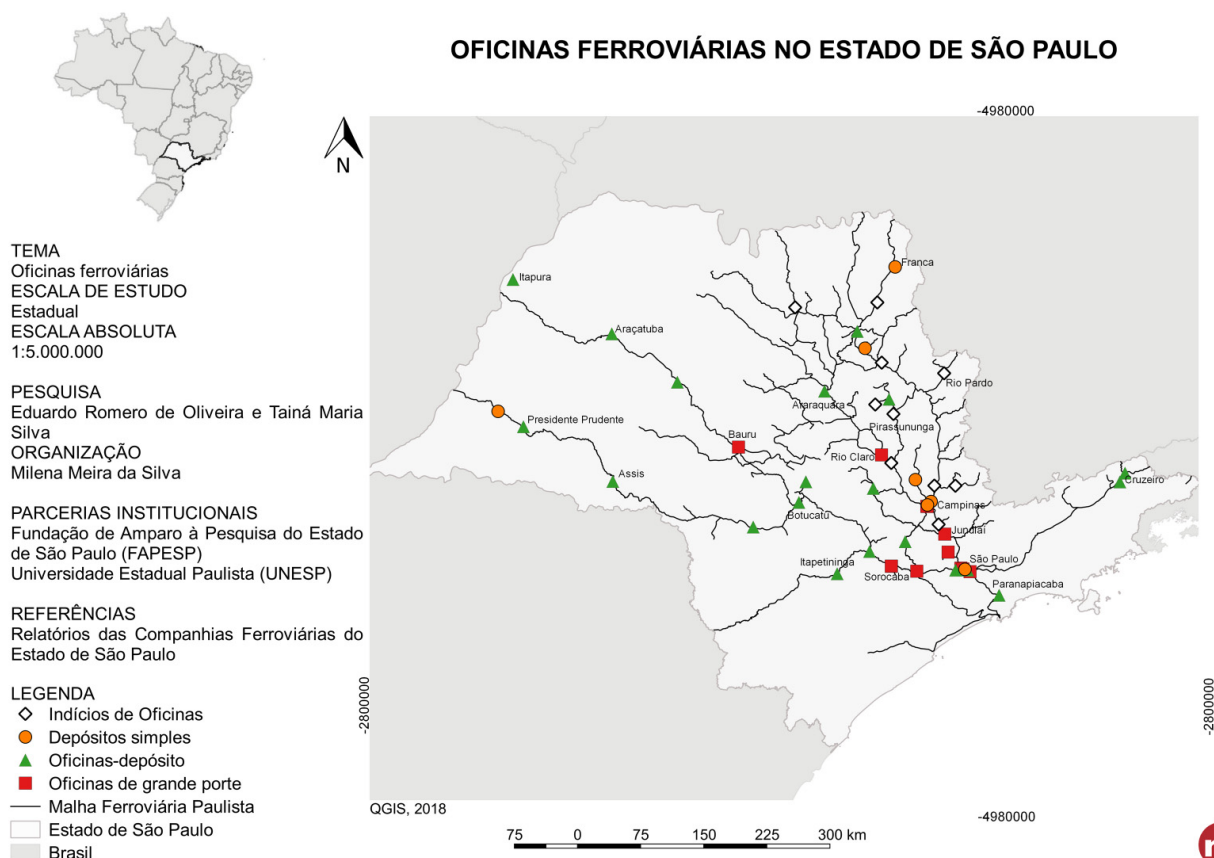 OFICINAS FERROVIÁRIAS NO ESTADO DE SÃO PAULO
-4980000
N
TEMA
Oficinas ferroviárias
ESCALA DE ESTUDO
Estadual
ESCALA ABSOLUTA
1:5.000.000
PESQUISA
Eduardo Romero de Oliveira e Tainá Maria
Silva
ORGANIZAÇÃO
Milena Meira da Silva
PARCERIAS INSTITUCIONAIS
Fundação de Amparo à Pesquisa do Estado
de São Paulo (FAPESP)
Universidade Estadual Paulista (UNESP)
REFERÊNCIAS
Relatórios das Companhias Ferroviárias do
Estado de São Paulo
LEGENDA
Indícios de Oficinas
Depósitos simples
Oficinas-depósito
Oficinas de grande porte
Malha Ferroviária Paulista
Estado de São Paulo
Brasil
Franca
Itapura
Araçatuba
Rio Pardo
Araraquara
Presidente Prudente
Pirassununga
Bauru
Rio Claro
Assis
Cruzeiro
Botucatu
Campinas
Jundiaí
Itapetininga
São Paulo
Sorocaba
Paranapiacaba
-2800000
-2800000
QGIS, 2018
-4980000
75 0 75 150 225 300 km